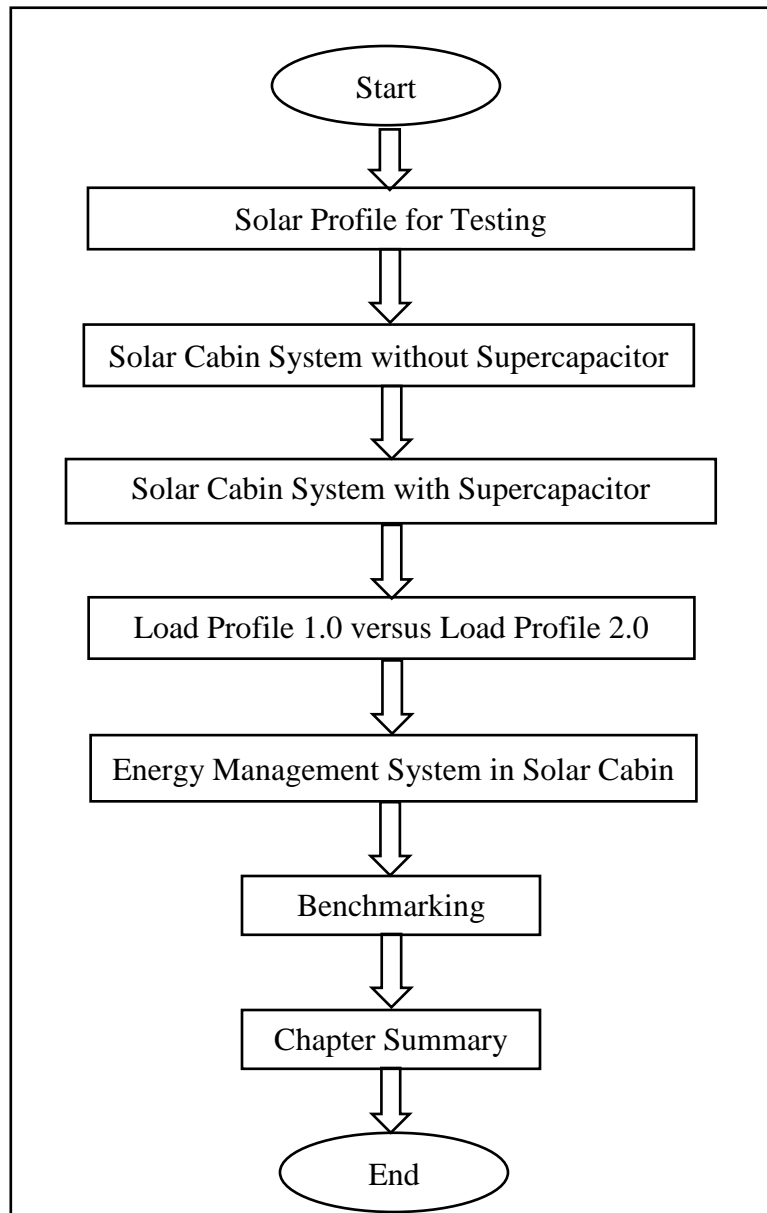 Start
Solar Profile for Testing
Solar Cabin System without Supercapacitor
Solar Cabin System with Supercapacitor
Load Profile 1.0 versus Load Profile 2.0
Energy Management System in Solar Cabin
Benchmarking
Chapter Summary
End